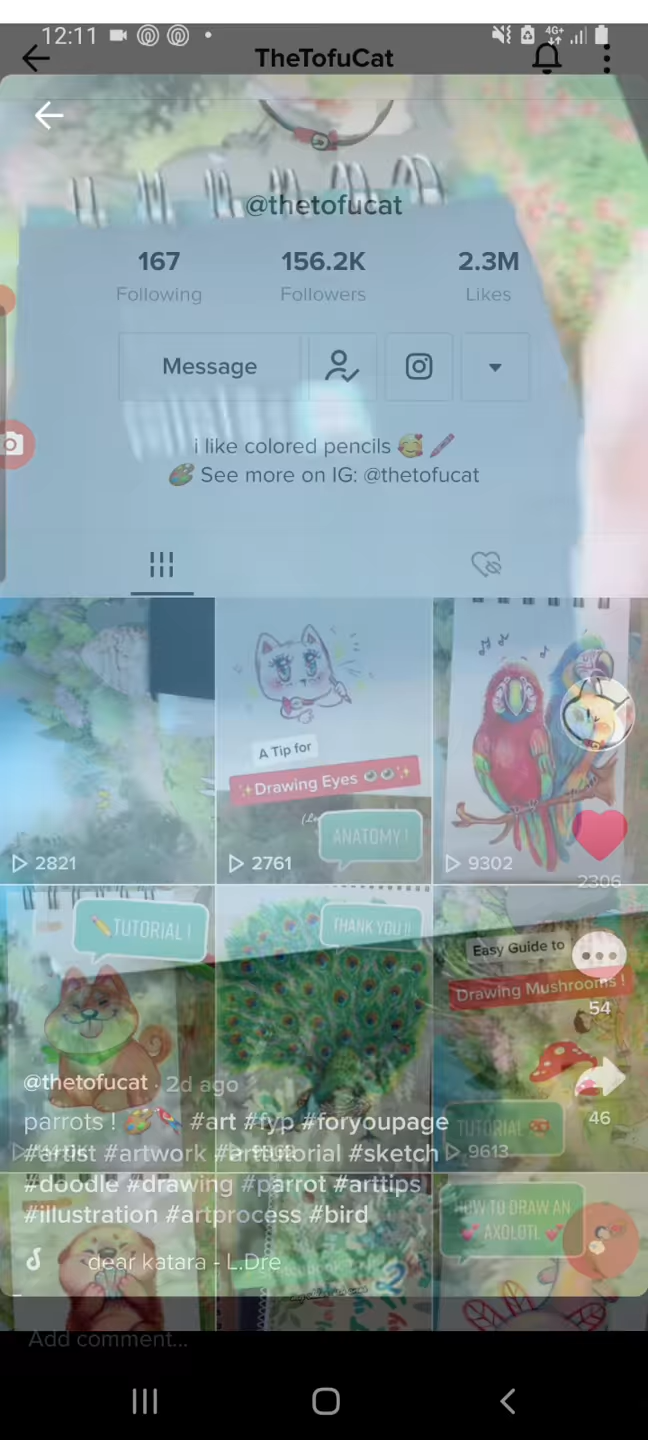 12:11
4G+
TheTofuCat
@thetofucat
167 156.2K 2.3M
Following Followers Likes
Message
i like colored pencils 🥰 🖍️
🎨 See more on IG: @thetofucat
A Tip for
✨Drawing Eyes 👁️👁️✨
ANATOMY !
2821
2761
9302
2306
✏️TUTORIAL !
THANK YOU !!
Easy Guide to
Drawing Mushrooms !
54
@thetofucat · 2d ago
46
parrots ! 🎨🦜 #art #fyp #foryoupage
TUTORIAL 🍄
9613
#artist #artwork #arttutorial #sketch
#doodle #drawing #parrot #arttips
#illustration #artprocess #bird
HOW TO DRAW AN
💕 AXOLOTL 💕
dear katara - L.Dre
Add comment...